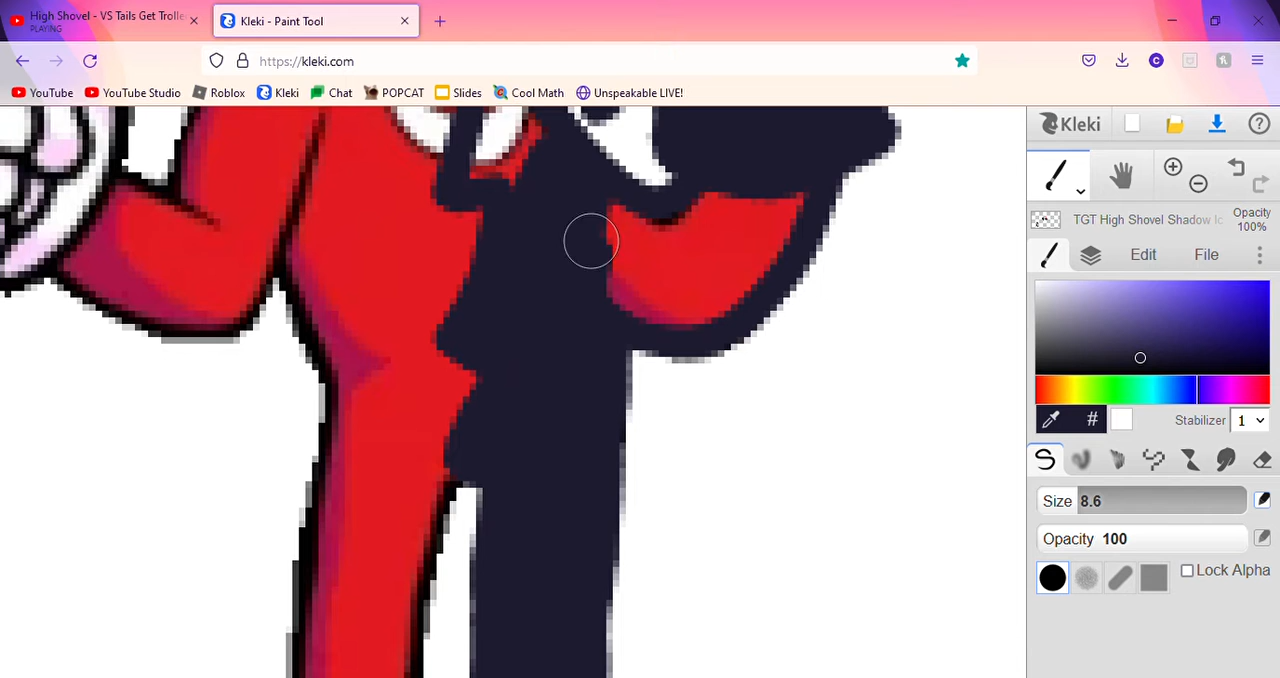 High Shovel - VS Tails Get Trolle
PLAYING
Kleki - Paint Tool
https://kleki.com
YouTube
YouTube Studio
Roblox
Kleki
Chat
POPCAT
Slides
Cool Math
Unspeakable LIVE!
Kleki
TGT High Shovel Shadow Ic
Opacity
100%
Edit
File
#
Stabilizer
1
Size 8.6
Opacity 100
Lock Alpha